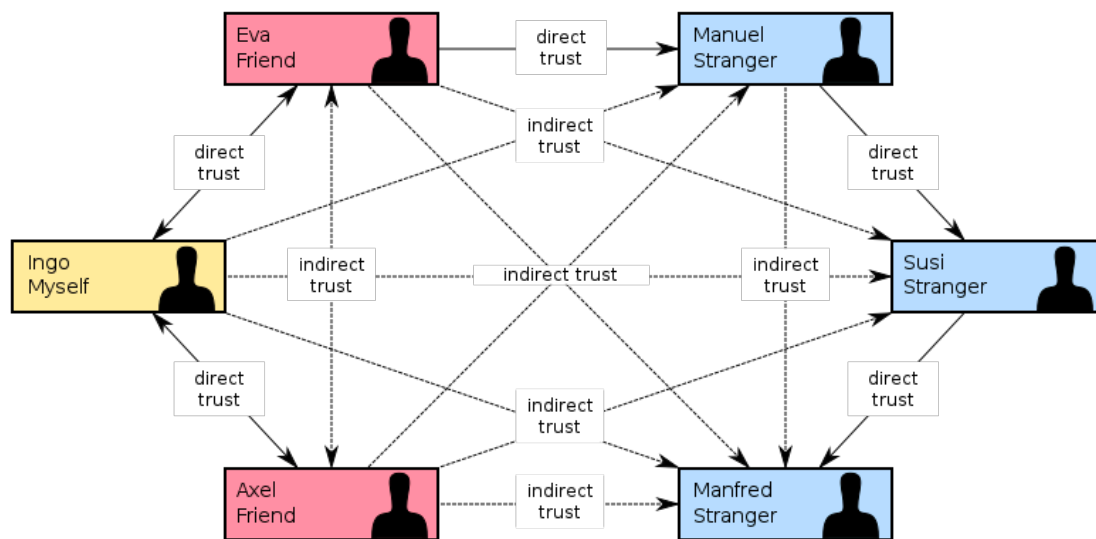 Eva
Friend
direct
trust
Manuel
Stranger
indirect
trust
direct
trust
direct
trust
Ingo
Myself
indirect
trust
indirect trust
indirect
trust
Susi
Stranger
direct
trust
indirect
trust
direct
trust
Axel
Friend
indirect
trust
Manfred
Stranger